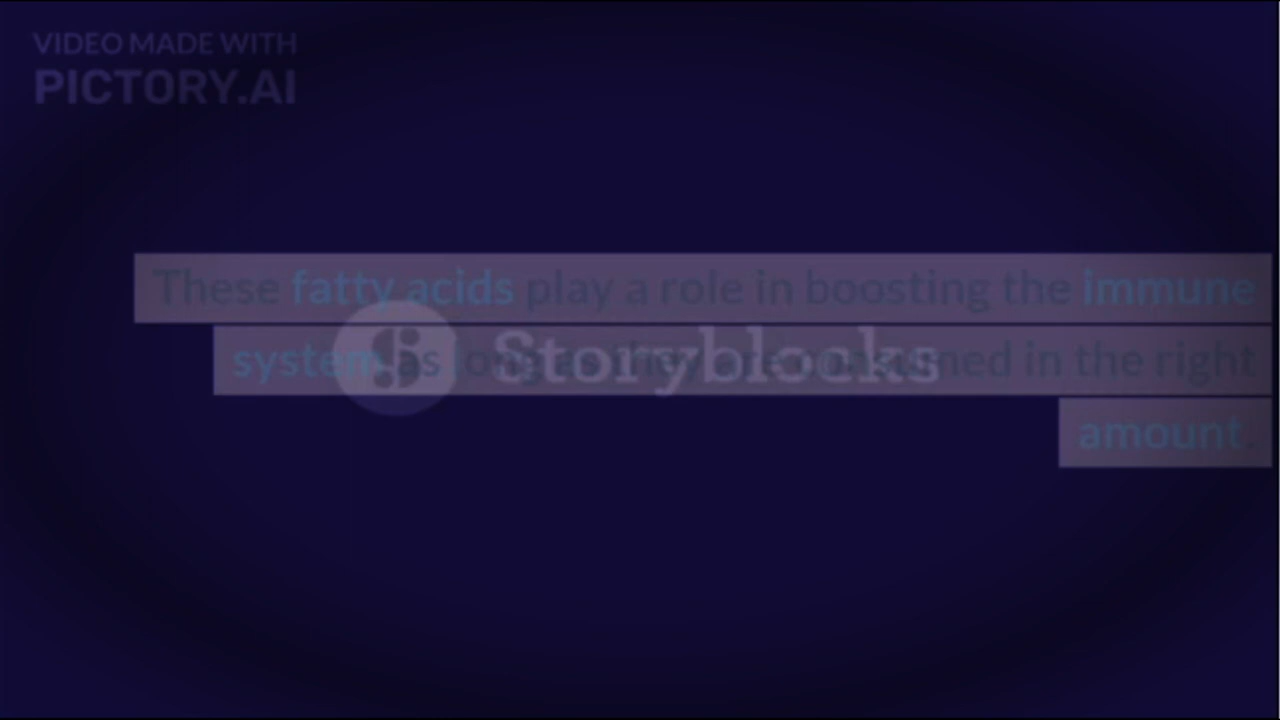 VIDEO MADE WITH
PICTORY.AI
These fatty acids play a role in boosting the immune
system as long as they are consumed in the right
amount.
Storyblocks